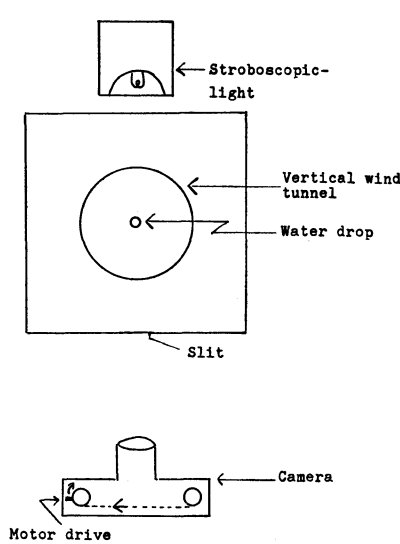 Stroboscopic-
light
Vertical wind
tunnel
Water drop
Slit
Camera
Motor drive